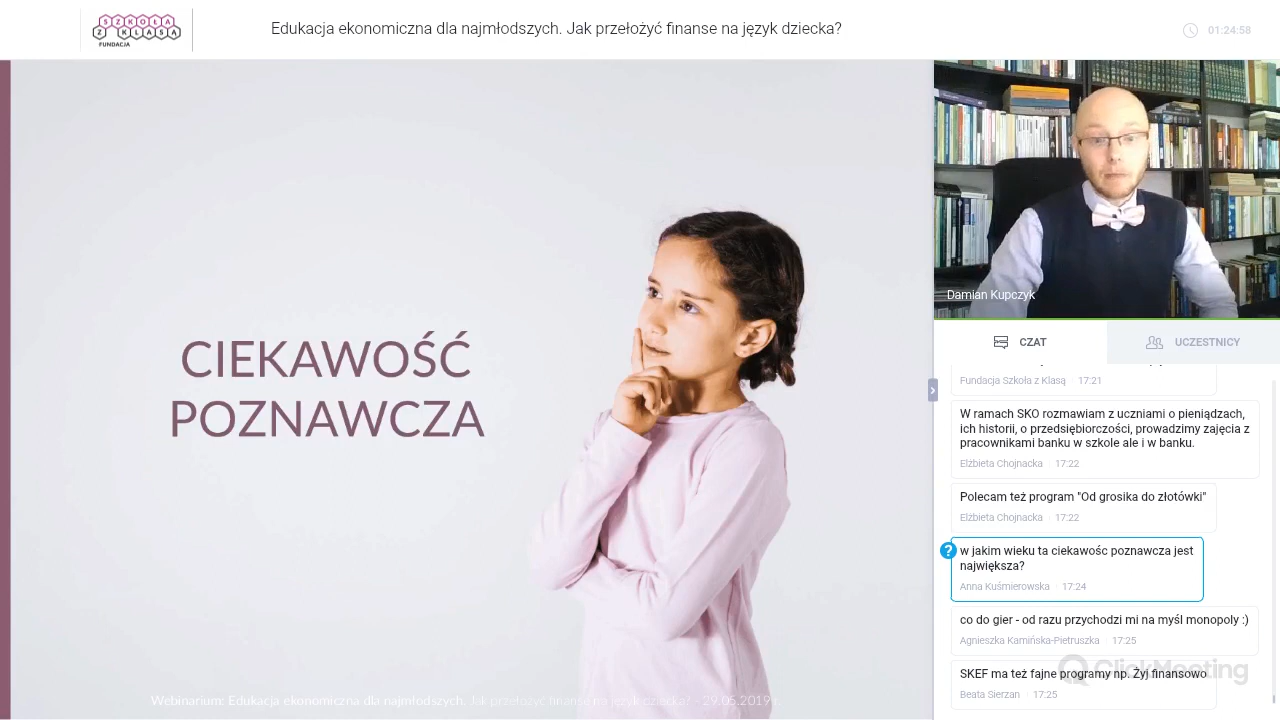 SZKOŁA
Z KLASĄ
FUNDACJA
Edukacja ekonomiczna dla najmłodszych. Jak przełożyć finanse na język dziecka?
01:24:58
CIEKAWOŚĆ
POZNAWCZA
Webinarium: Edukacja ekonomiczna dla najmłodszych. Jak przełożyć finanse na język dziecka? - 29.05.2019 r.
Damian Kupczyk
CZAT
UCZESTNICY
Fundacja Szkoła z Klasą 17:21
W ramach SKO rozmawiam z uczniami o pieniądzach,
ich historii, o przedsiębiorczości, prowadzimy zajęcia z
pracownikami banku w szkole ale i w banku.
Elżbieta Chojnacka 17:22
Polecam też program "Od grosika do złotówki"
Elżbieta Chojnacka 17:22
?
w jakim wieku ta ciekawośc poznawcza jest
największa?
Anna Kuśmierowska 17:24
co do gier - od razu przychodzi mi na myśl monopoly :)
Agnieszka Kamińska-Pietruszka 17:25
ClickMeeting
SKEF ma też fajne programy np. Żyj finansowo
Beata Sierzan 17:25